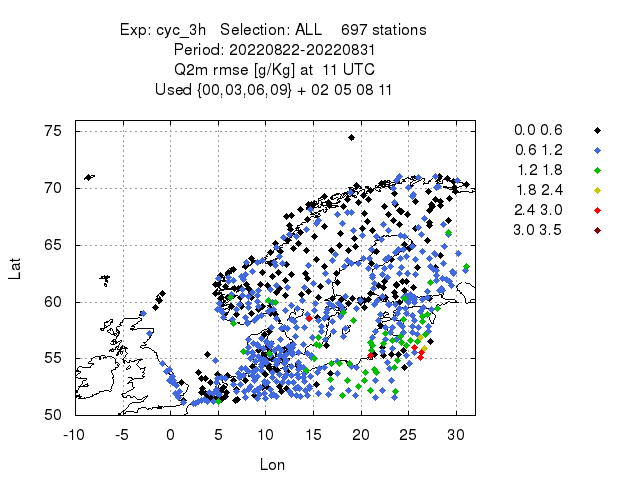 Exp: cyc_3h   Selection: ALL    697 stations
Period: 20220822-20220831
Q2m rmse [g/Kg] at  11 UTC
Used {00,03,06,09} + 02 05 08 11
0.0 0.6
0.6 1.2
1.2 1.8
1.8 2.4
2.4 3.0
3.0 3.5
75
70
65
60
55
50
Lat
-10 -5 0 5 10 15 20 25 30
Lon